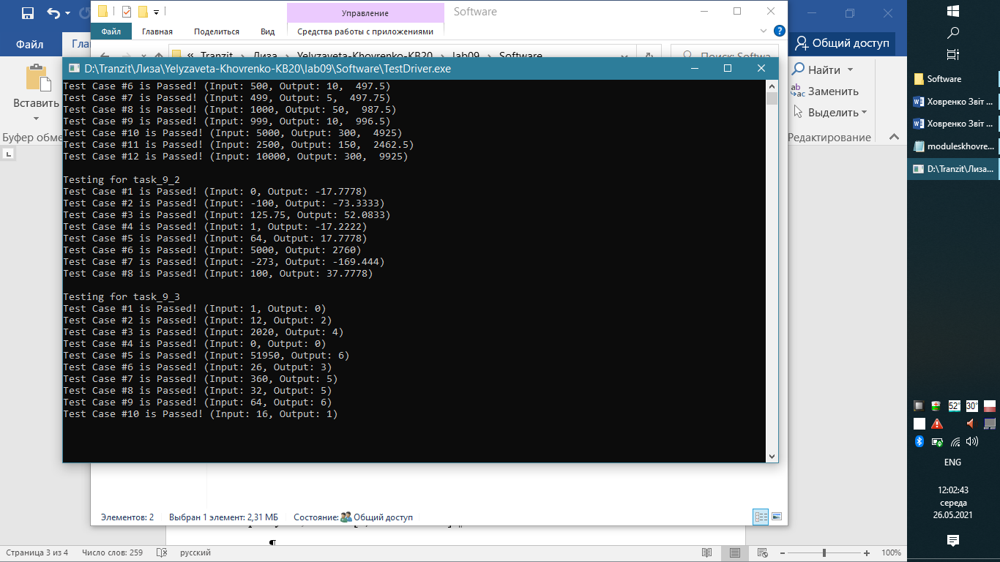 Управление
Software
Файл
Главная
Поделиться
Вид
Средства работы с приложениями
Файл
Гла
Общий доступ
« Tranzit > Лиза > Yelyzaveta-Khovrenko-KB20 > lab09 > Software
Поиск: Softwa
Вставить
Буфер обме
Найти
Заменить
Выделить
Редактирование
D:\Tranzit\Лиза\Yelyzaveta-Khovrenko-KB20\lab09\Software\TestDriver.exe
Test Case #6 is Passed! (Input: 500, Output: 10,  497.5)
Test Case #7 is Passed! (Input: 499, Output: 5,  497.75)
Test Case #8 is Passed! (Input: 1000, Output: 50,  987.5)
Test Case #9 is Passed! (Input: 999, Output: 10,  996.5)
Test Case #10 is Passed! (Input: 5000, Output: 300,  4925)
Test Case #11 is Passed! (Input: 2500, Output: 150,  2462.5)
Test Case #12 is Passed! (Input: 10000, Output: 300,  9925)
Testing for task_9_2
Test Case #1 is Passed! (Input: 0, Output: -17.7778)
Test Case #2 is Passed! (Input: -100, Output: -73.3333)
Test Case #3 is Passed! (Input: 125.75, Output: 52.0833)
Test Case #4 is Passed! (Input: 1, Output: -17.2222)
Test Case #5 is Passed! (Input: 64, Output: 17.7778)
Test Case #6 is Passed! (Input: 5000, Output: 2760)
Test Case #7 is Passed! (Input: -273, Output: -169.444)
Test Case #8 is Passed! (Input: 100, Output: 37.7778)
Testing for task_9_3
Test Case #1 is Passed! (Input: 1, Output: 0)
Test Case #2 is Passed! (Input: 12, Output: 2)
Test Case #3 is Passed! (Input: 2020, Output: 4)
Test Case #4 is Passed! (Input: 0, Output: 0)
Test Case #5 is Passed! (Input: 51950, Output: 6)
Test Case #6 is Passed! (Input: 26, Output: 3)
Test Case #7 is Passed! (Input: 360, Output: 5)
Test Case #8 is Passed! (Input: 32, Output: 5)
Test Case #9 is Passed! (Input: 64, Output: 6)
Test Case #10 is Passed! (Input: 16, Output: 1)
Элементов: 2
Выбран 1 элемент: 2,31 МБ
Состояние:
Общий доступ
Страница 3 из 4
Число слов: 259
русский
100%
Software
Ховренко Звіт ...
Ховренко Звіт ...
moduleskhovre...
D:\Tranzit\Лиза...
52°
30°
ENG
12:02:43
середа
26.05.2021